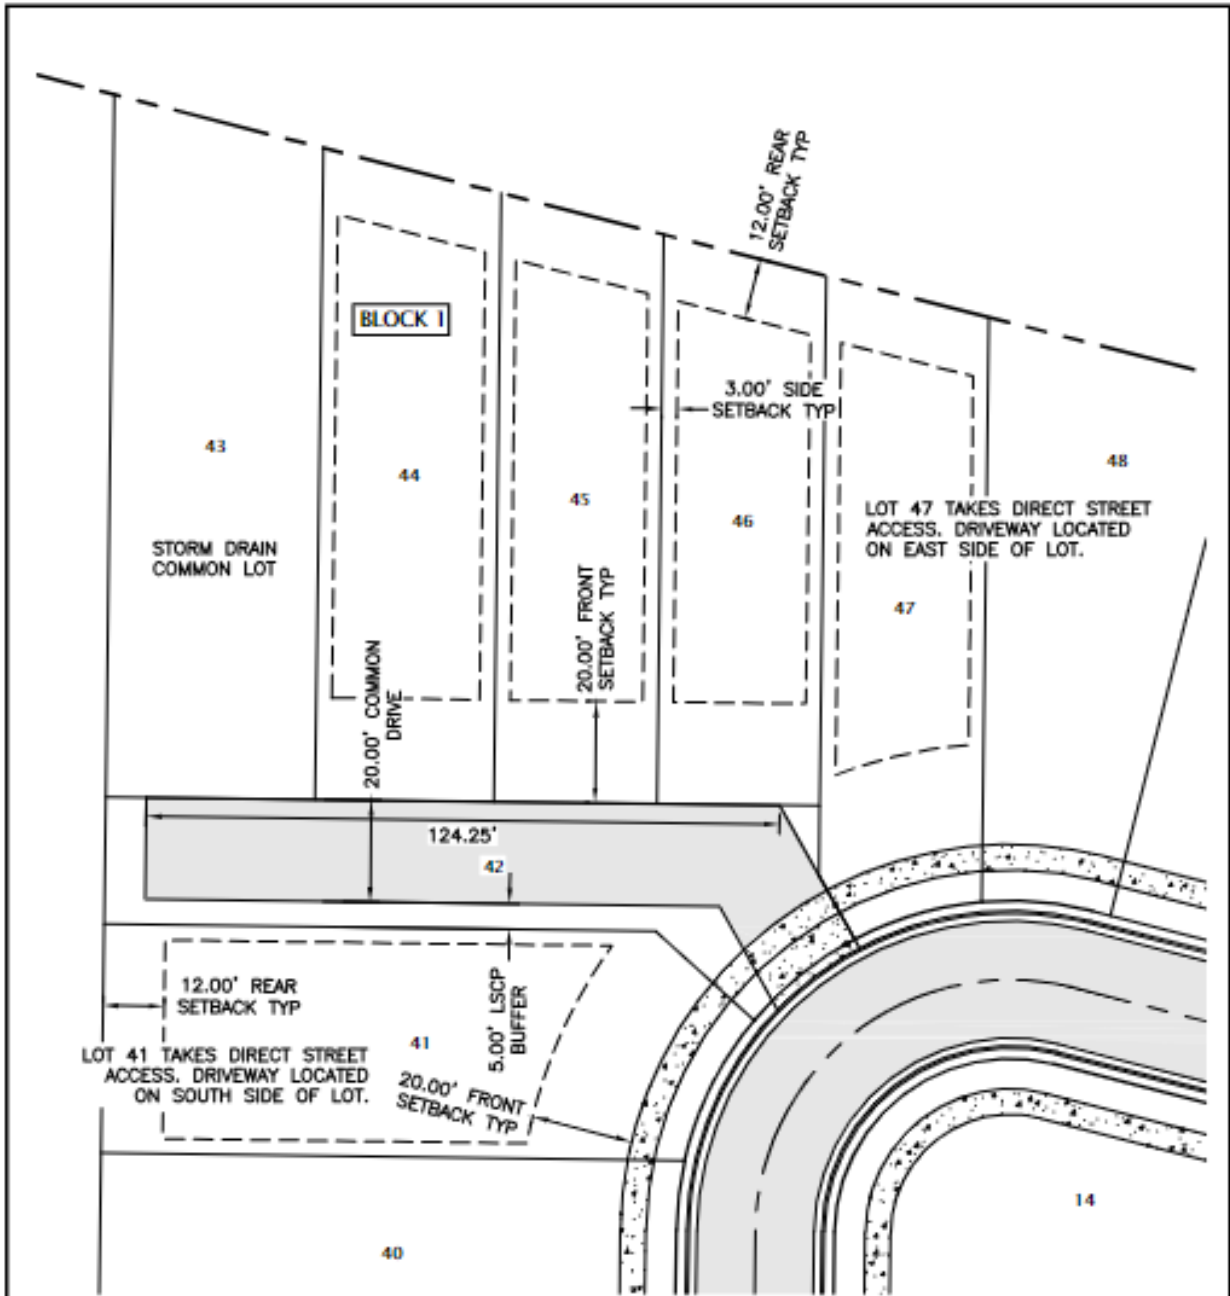 12.00' REAR
SETBACK TYP
BLOCK 1
3.00' SIDE
SETBACK TYP
43
44
45
46
48
LOT 47 TAKES DIRECT STREET
ACCESS. DRIVEWAY LOCATED
ON EAST SIDE OF LOT.
STORM DRAIN
COMMON LOT
47
20.00' FRONT
SETBACK TYP
20.00' COMMON
DRIVE
124.25'
42
12.00' REAR
SETBACK TYP
5.00' LSCP
BUFFER
41
LOT 41 TAKES DIRECT STREET
ACCESS. DRIVEWAY LOCATED
ON SOUTH SIDE OF LOT.
20.00' FRONT
SETBACK TYP
14
40